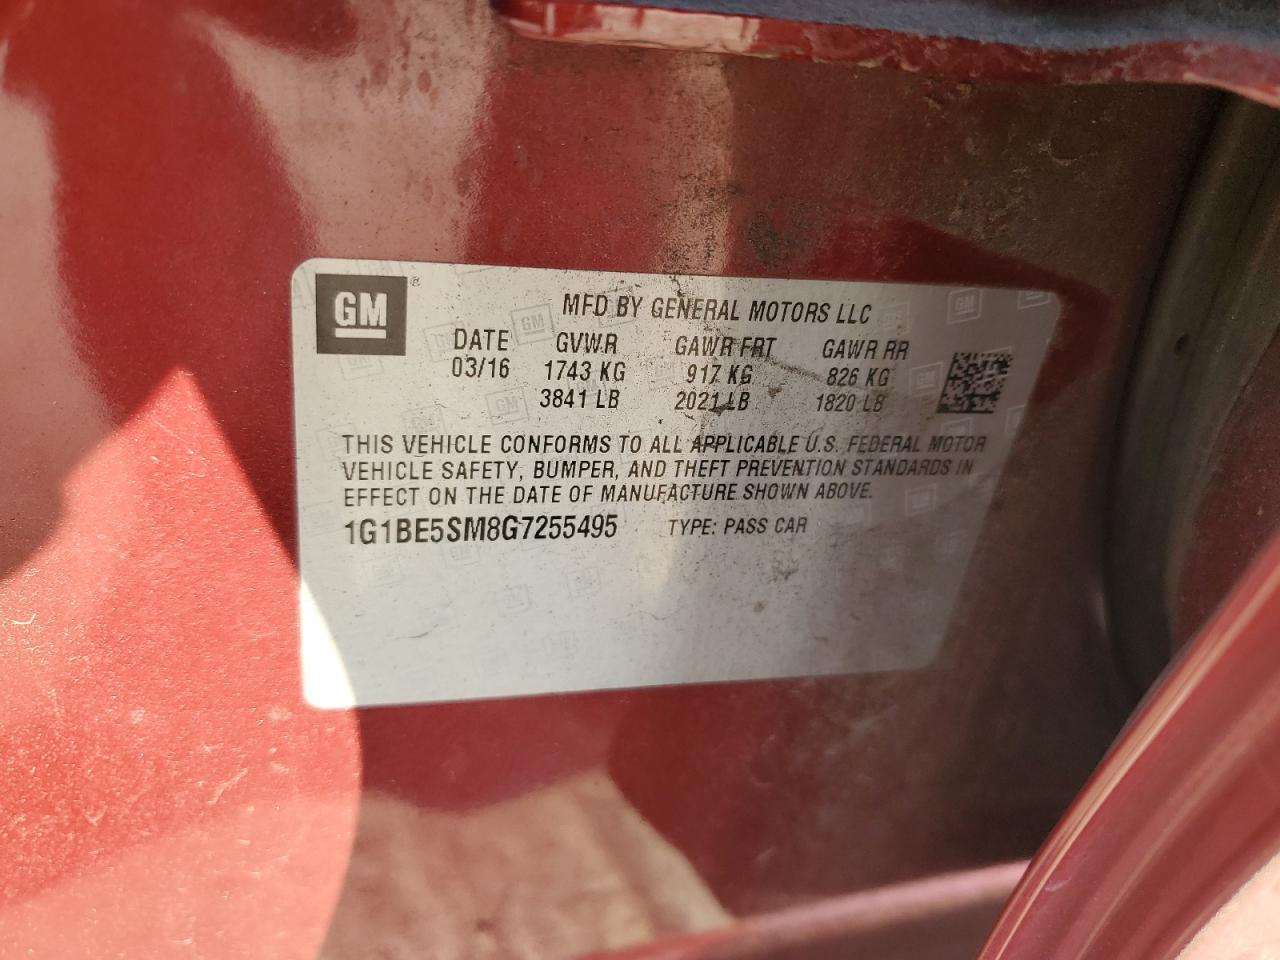 GM®
MFD BY GENERAL MOTORS LLC
DATE GVWR GAWR FRT GAWR RR
03/16 1743 KG 917 KG 826 KG
3841 LB 2021 LB 1820 LB
THIS VEHICLE CONFORMS TO ALL APPLICABLE U.S. FEDERAL MOTOR
VEHICLE SAFETY, BUMPER, AND THEFT PREVENTION STANDARDS IN
EFFECT ON THE DATE OF MANUFACTURE SHOWN ABOVE.
1G1BE5SM8G7255495 TYPE: PASS CAR